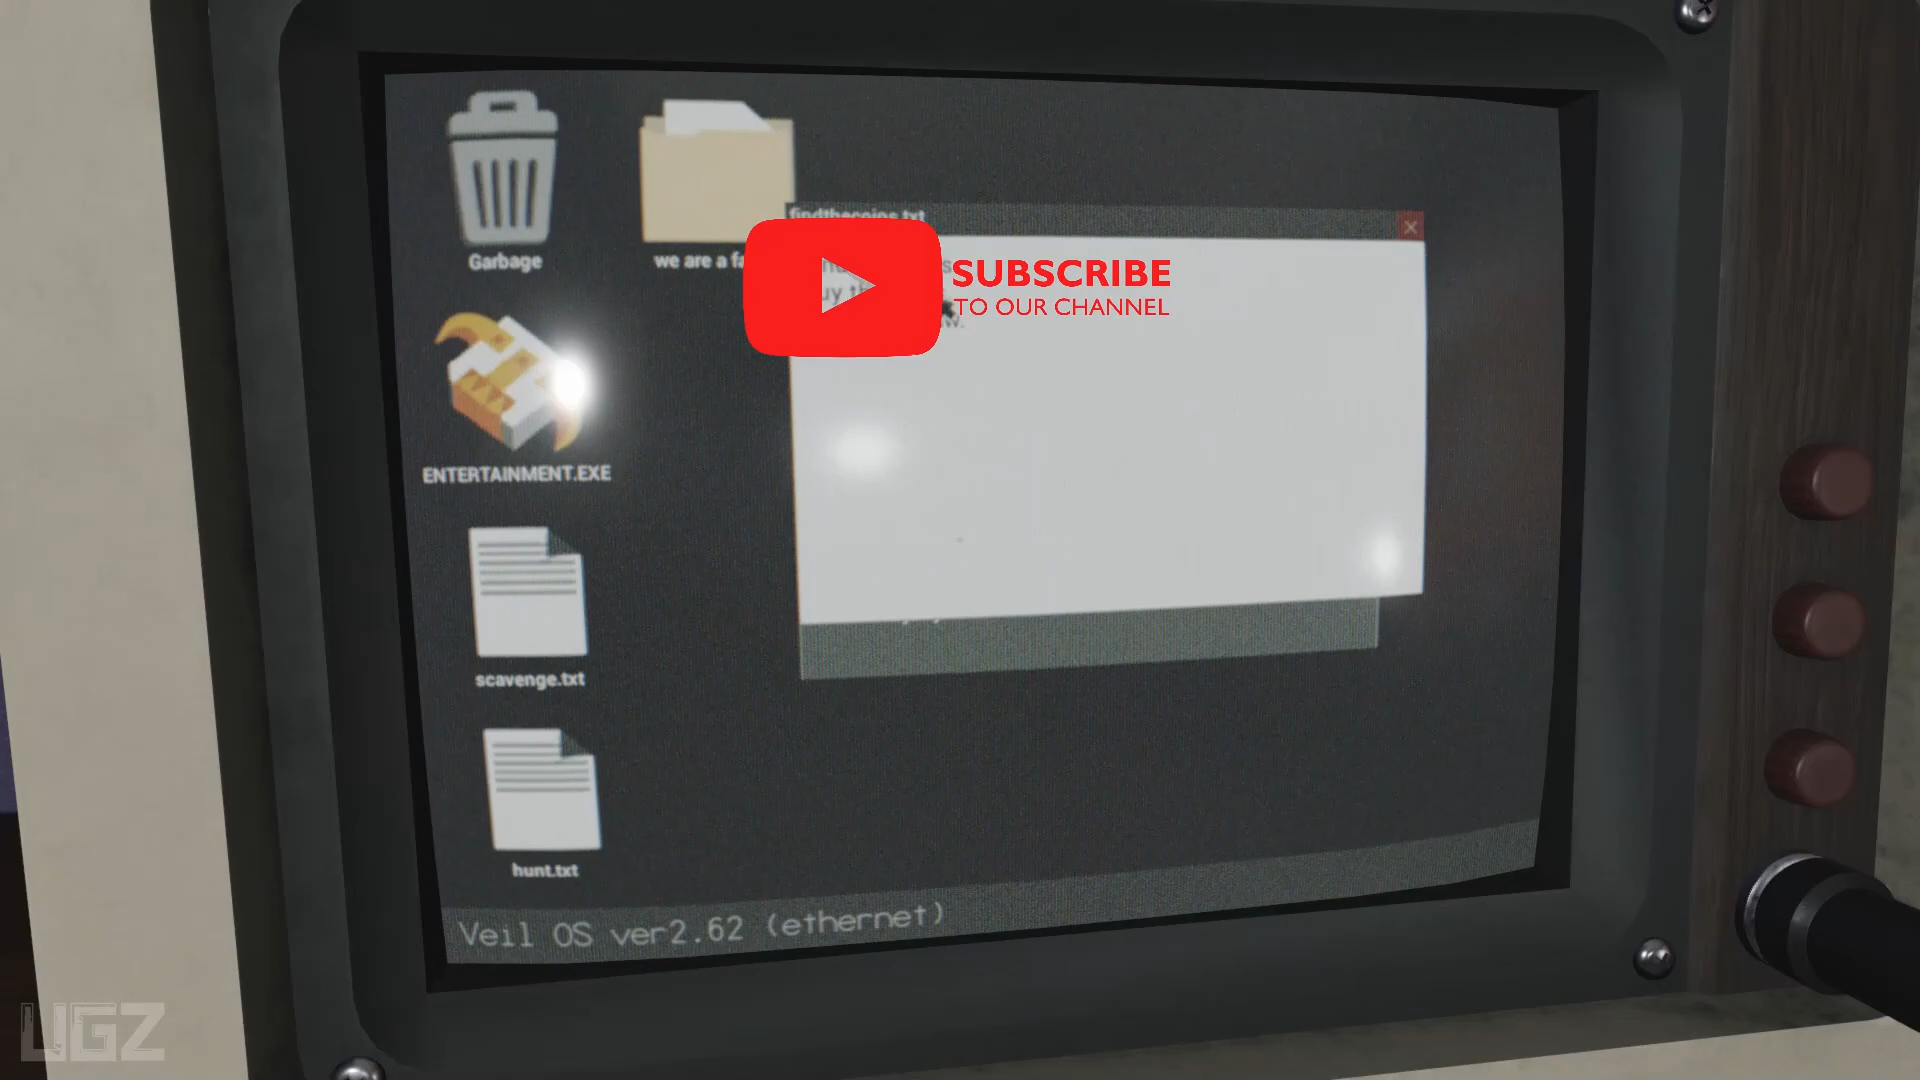 Garbage
we are a
findthecoins.txt
SUBSCRIBE
TO OUR CHANNEL
ENTERTAINMENT.EXE
scavenge.txt
hunt.txt
Veil OS ver2.62 (ethernet)
UGZ